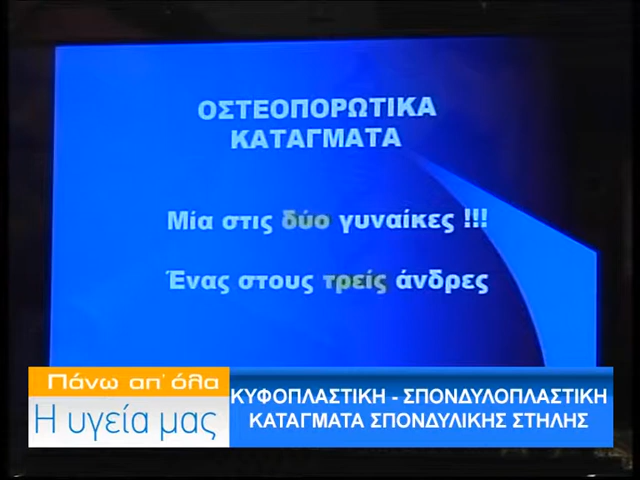 ΟΣΤΕΟΠΟΡΩΤΙΚΑ
ΚΑΤΑΓΜΑΤΑ
Μία στις δύο γυναίκες !!!
Ένας στους τρείς άνδρες
Πάνω απ' όλα
Η υγεία μας
ΚΥΦΟΠΛΑΣΤΙΚΗ - ΣΠΟΝΔΥΛΟΠΛΑΣΤΙΚΗ
ΚΑΤΑΓΜΑΤΑ ΣΠΟΝΔΥΛΙΚΗΣ ΣΤΗΛΗΣ